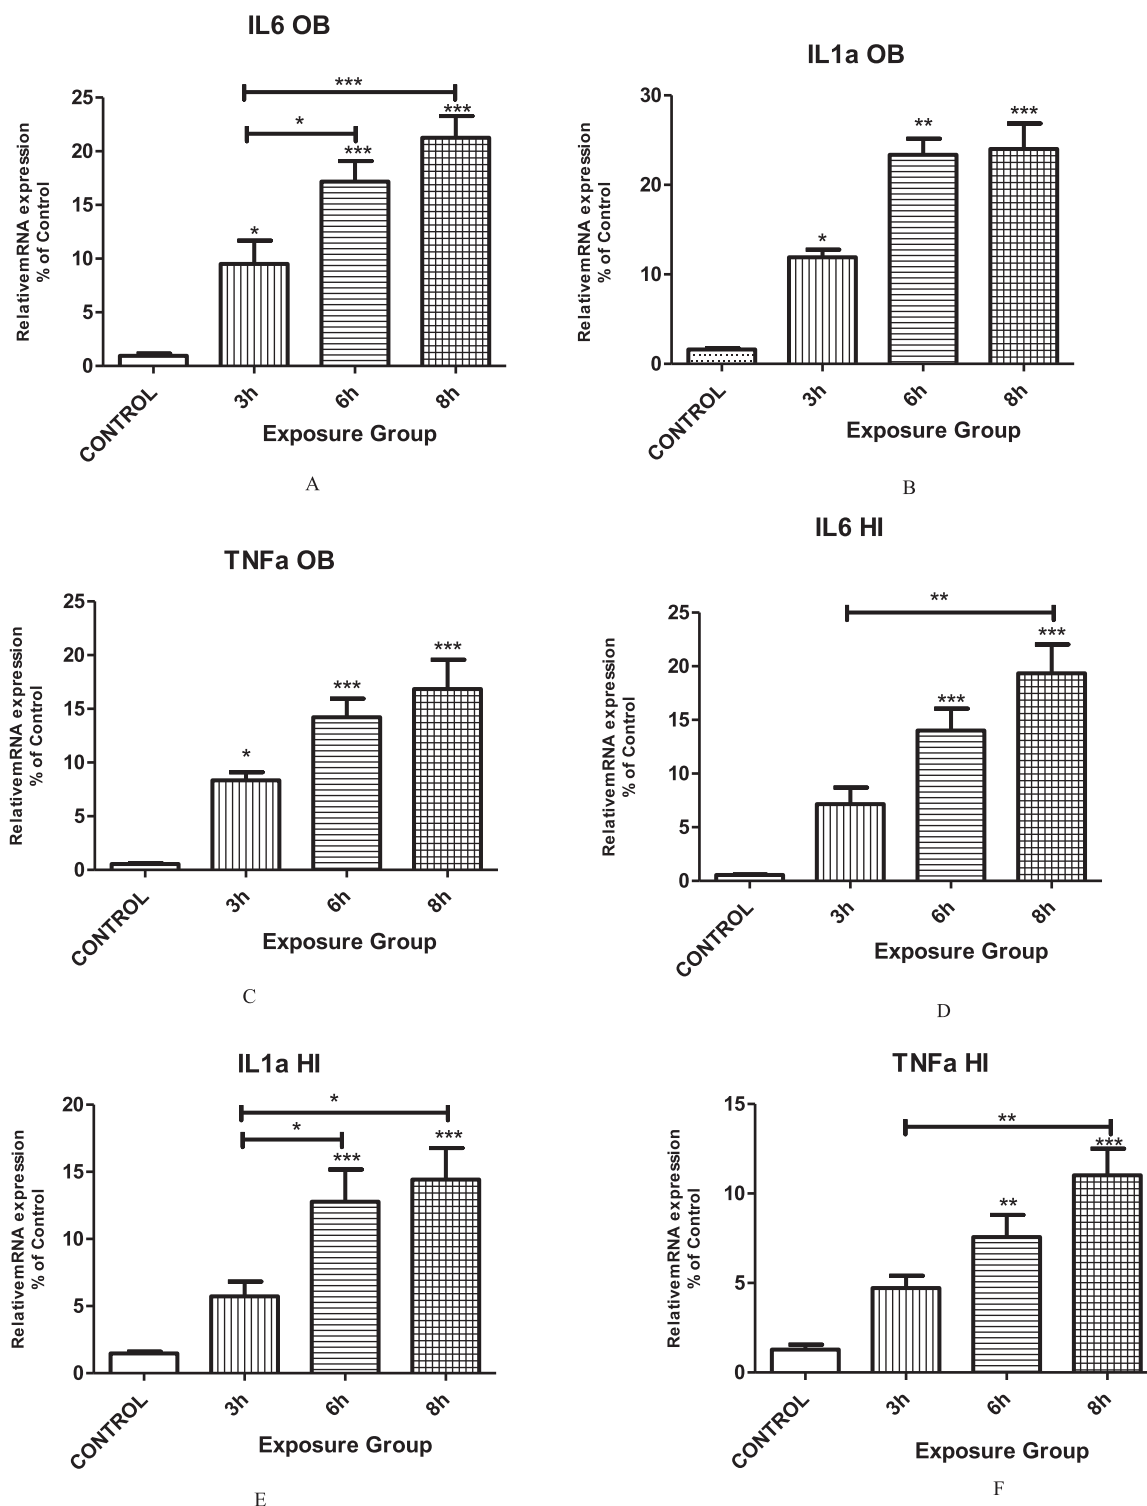 IL6 OB
***
*
***
***
*
25
20
15
10
5
0
RelativemRNA expression
% of Control
CONTROL
3h
6h
8h
Exposure Group
A
IL1a OB
***
**
*
30
20
10
0
RelativemRNA expression
% of Control
CONTROL
3h
6h
8h
Exposure Group
B
TNFa OB
***
***
*
25
20
15
10
5
0
RelativemRNA expression
% of Control
CONTROL
3h
6h
8h
Exposure Group
C
IL6 HI
**
***
***
25
20
15
10
5
0
RelativemRNA expression
% of Control
CONTROL
3h
6h
8h
Exposure Group
D
IL1a HI
*
*
***
***
20
15
10
5
0
RelativemRNA expression
% of Control
CONTROL
3h
6h
8h
Exposure Group
E
TNFa HI
**
***
**
15
10
5
0
RelativemRNA expression
% of Control
CONTROL
3h
6h
8h
Exposure Group
F